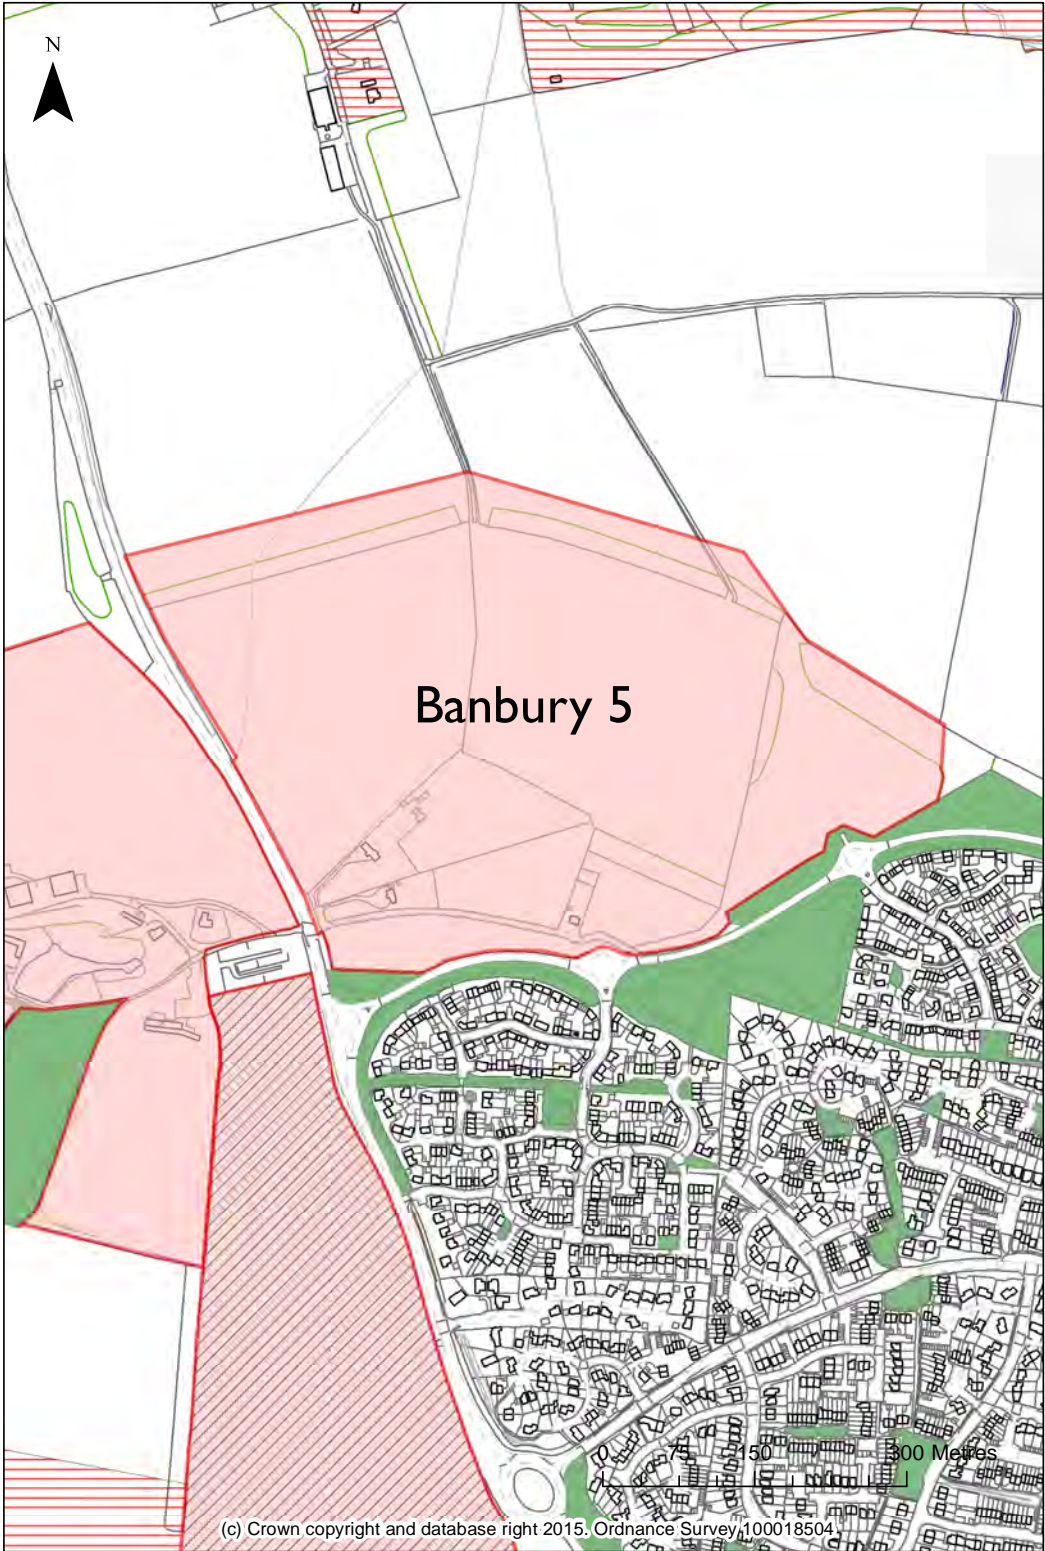 N
Banbury 5
0 75 150 300 Metres
(c) Crown copyright and database right 2015. Ordnance Survey 100018504